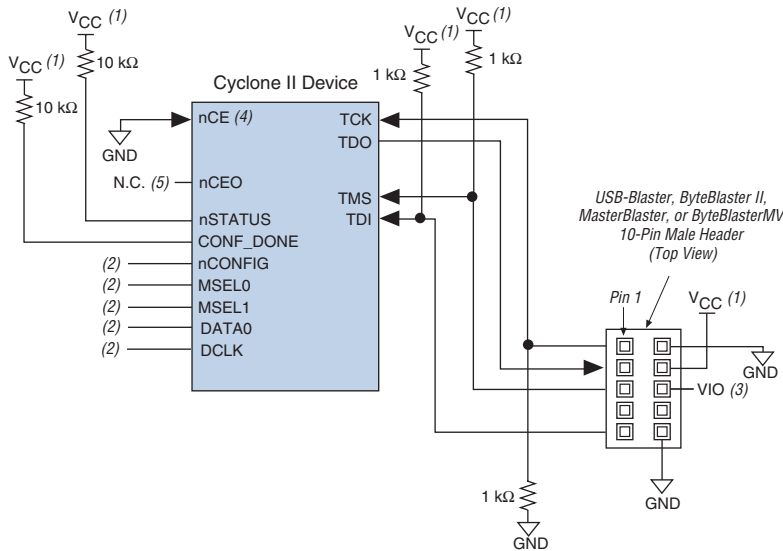 VCC (1)
VCC (1)
VCC (1)
VCC (1)
10 kΩ
10 kΩ
1 kΩ
1 kΩ
Cyclone II Device
nCE (4)
GND
N.C. (5)
nCEO
nSTATUS
CONF_DONE
(2)
nCONFIG
(2)
MSEL0
(2)
MSEL1
(2)
DATA0
(2)
DCLK
TCK
TDO
TMS
TDI
USB-Blaster, ByteBlaster II,
MasterBlaster, or ByteBlasterMV
10-Pin Male Header
(Top View)
Pin 1
VCC (1)
GND
VIO (3)
GND
1 kΩ
GND